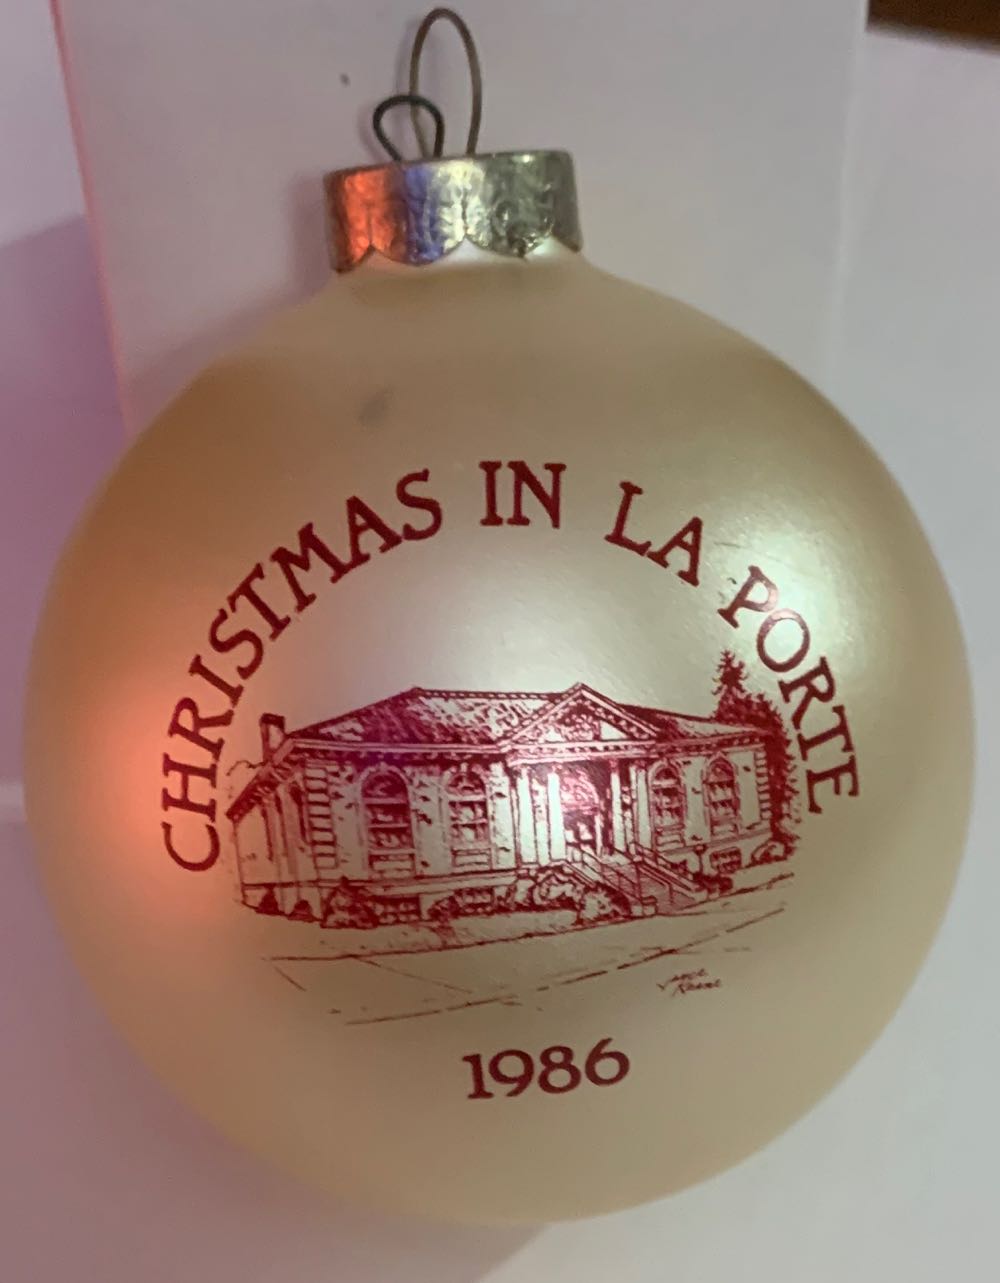 CHRISTMAS IN LA PORTE
1986